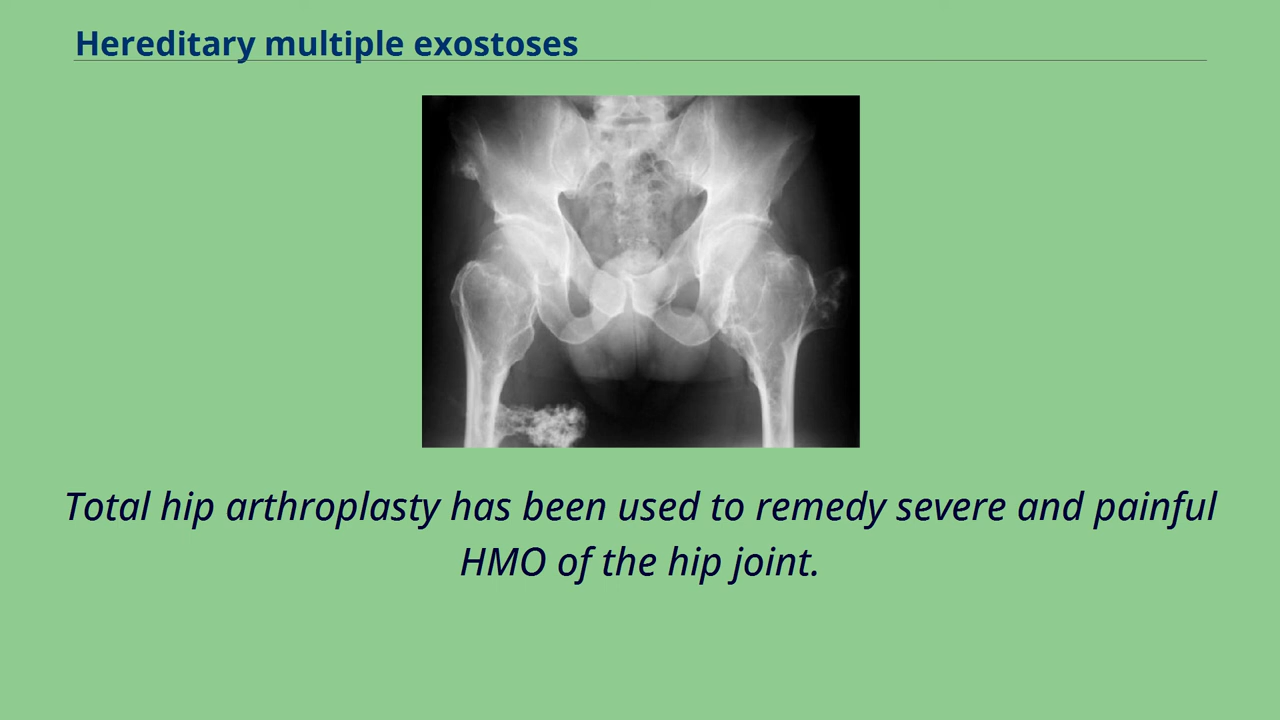 Hereditary multiple exostoses
Total hip arthroplasty has been used to remedy severe and painful
HMO of the hip joint.